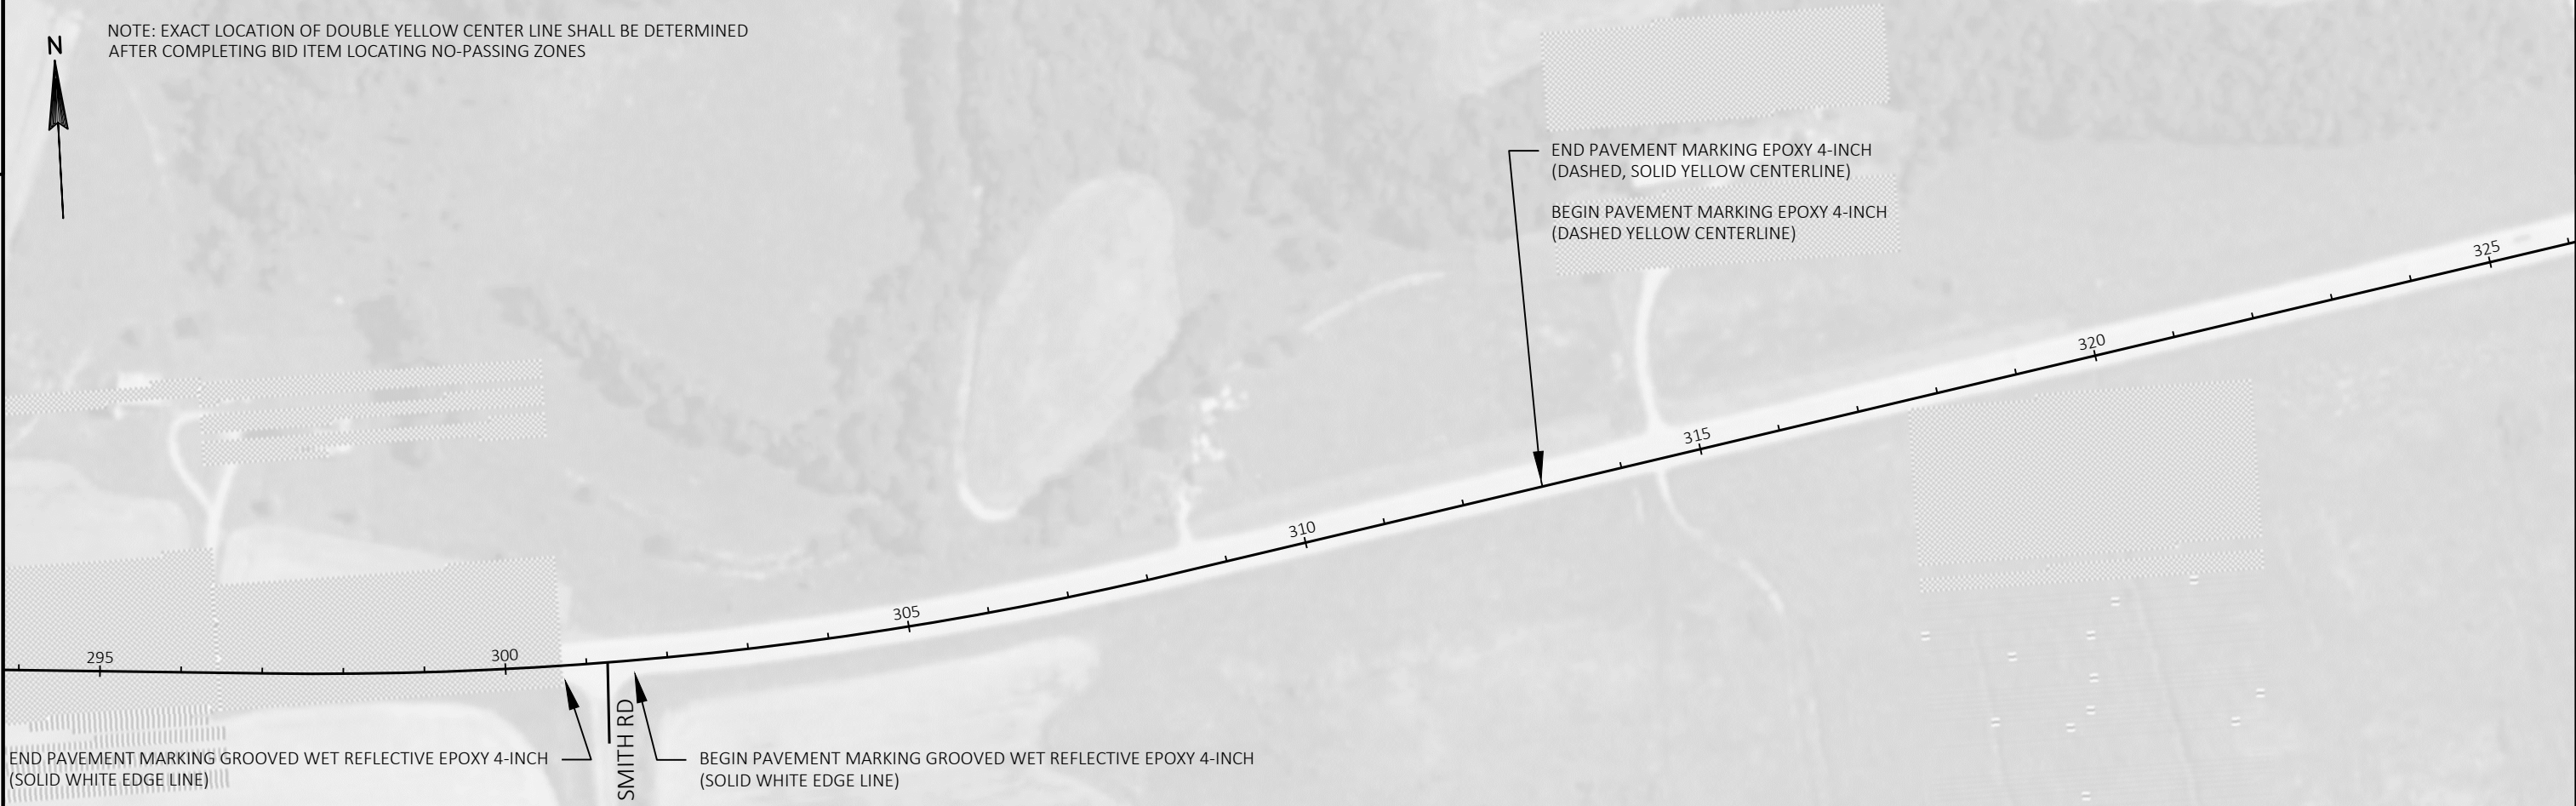 NOTE: EXACT LOCATION OF DOUBLE YELLOW CENTER LINE SHALL BE DETERMINED
AFTER COMPLETING BID ITEM LOCATING NO-PASSING ZONES
N
END PAVEMENT MARKING EPOXY 4-INCH
(DASHED, SOLID YELLOW CENTERLINE)
BEGIN PAVEMENT MARKING EPOXY 4-INCH
(DASHED YELLOW CENTERLINE)
295
300
305
310
315
320
325
END PAVEMENT MARKING GROOVED WET REFLECTIVE EPOXY 4-INCH
(SOLID WHITE EDGE LINE)
SMITH RD
BEGIN PAVEMENT MARKING GROOVED WET REFLECTIVE EPOXY 4-INCH
(SOLID WHITE EDGE LINE)